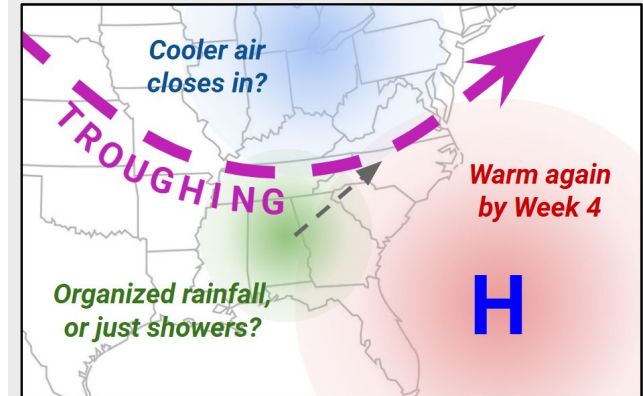 Cooler air
closes in?
TROUGHING
Warm again
by Week 4
H
Organized rainfall,
or just showers?